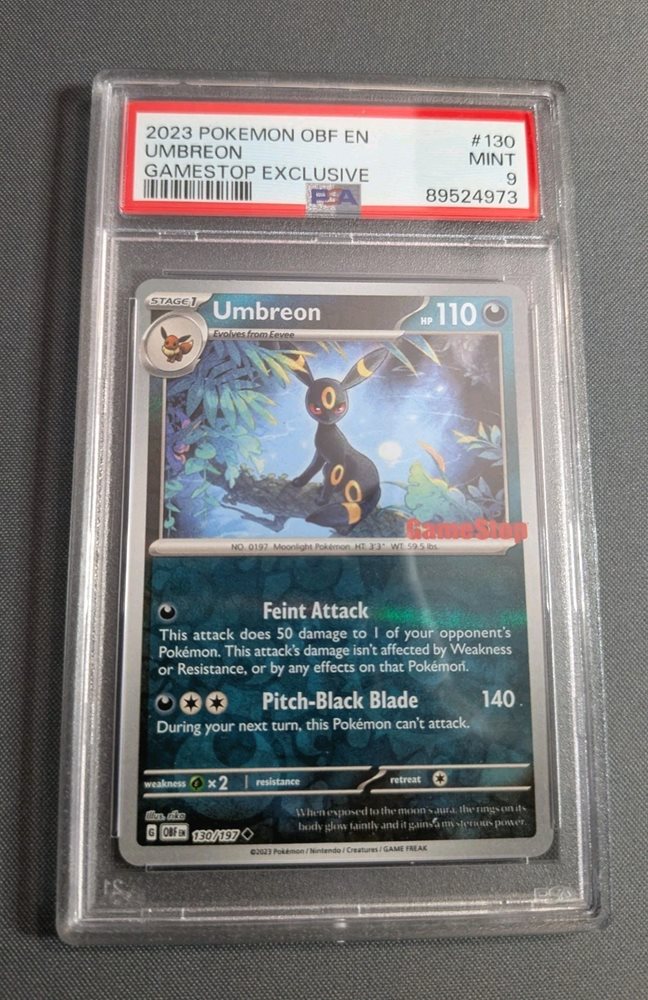 2023 POKEMON OBF EN #130
UMBREON MINT
GAMESTOP EXCLUSIVE 9
PSA 89524973
STAGE 1 Umbreon HP 110
Evolves from Eevee
GameStop
NO. 0197 Moonlight Pokémon HT: 3'3" WT: 59.5 lbs.
Feint Attack
This attack does 50 damage to 1 of your opponent's
Pokémon. This attack's damage isn't affected by Weakness
or Resistance, or by any effects on that Pokémon.
Pitch-Black Blade 140
During your next turn, this Pokémon can't attack.
weakness ×2 resistance retreat
Illus. rika
When exposed to the moon's aura, the rings on its
body glow faintly and it gains a mysterious power.
G OBF EN 130/197
©2023 Pokémon / Nintendo / Creatures / GAME FREAK